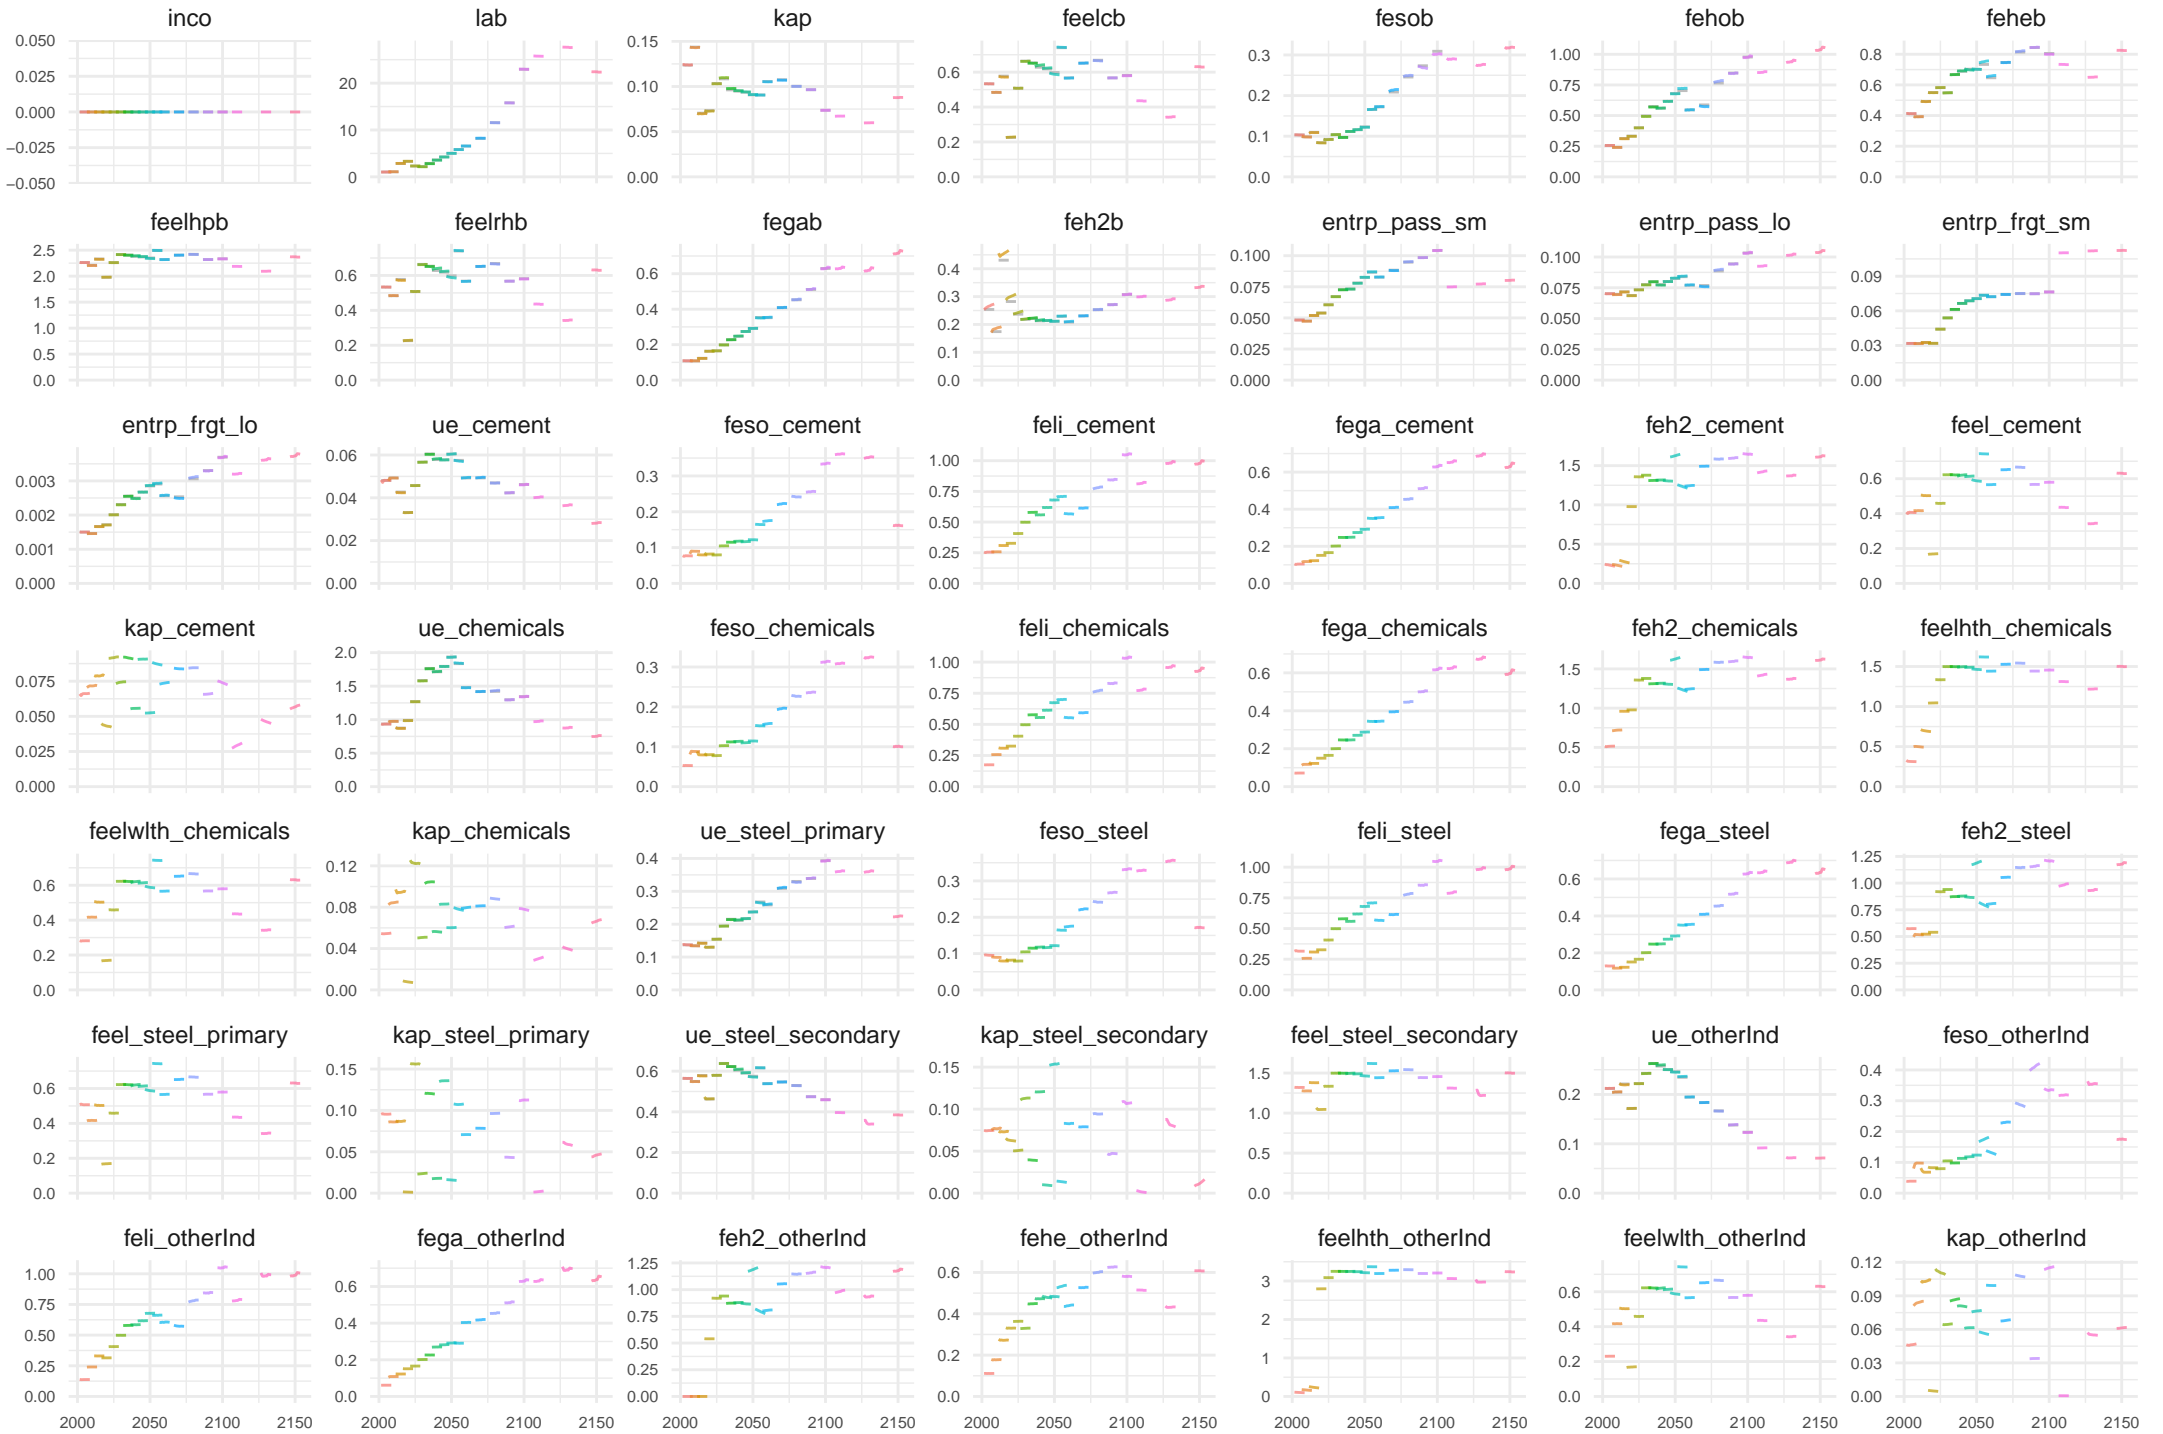 inco lab kap feelcb fesob fehob feheb
0.050 0.025 0.000 −0.025 −0.050
20 10 0
0.15 0.10 0.05 0.00
0.6 0.4 0.2 0.0
0.3 0.2 0.1 0.0
1.00 0.75 0.50 0.25 0.00
0.8 0.6 0.4 0.2 0.0
feelhpb feelrhb fegab feh2b entrp_pass_sm entrp_pass_lo entrp_frgt_sm
2.5 2.0 1.5 1.0 0.5 0.0
0.6 0.4 0.2 0.0
0.6 0.4 0.2 0.0
0.4 0.3 0.2 0.1 0.0
0.100 0.075 0.050 0.025 0.000
0.100 0.075 0.050 0.025 0.000
0.09 0.06 0.03 0.00
entrp_frgt_lo ue_cement feso_cement feli_cement fega_cement feh2_cement feel_cement
0.003 0.002 0.001 0.000
0.06 0.04 0.02 0.00
0.3 0.2 0.1 0.0
1.00 0.75 0.50 0.25 0.00
0.6 0.4 0.2 0.0
1.5 1.0 0.5 0.0
0.6 0.4 0.2 0.0
kap_cement ue_chemicals feso_chemicals feli_chemicals fega_chemicals feh2_chemicals feelhth_chemicals
0.075 0.050 0.025 0.000
2.0 1.5 1.0 0.5 0.0
0.3 0.2 0.1 0.0
1.00 0.75 0.50 0.25 0.00
0.6 0.4 0.2 0.0
1.5 1.0 0.5 0.0
1.5 1.0 0.5 0.0
feelwlth_chemicals kap_chemicals ue_steel_primary feso_steel feli_steel fega_steel feh2_steel
0.6 0.4 0.2 0.0
0.12 0.08 0.04 0.00
0.4 0.3 0.2 0.1 0.0
0.3 0.2 0.1 0.0
1.00 0.75 0.50 0.25 0.00
0.6 0.4 0.2 0.0
1.25 1.00 0.75 0.50 0.25 0.00
feel_steel_primary kap_steel_primary ue_steel_secondary kap_steel_secondary feel_steel_secondary ue_otherInd feso_otherInd
0.6 0.4 0.2 0.0
0.15 0.10 0.05 0.00
0.6 0.4 0.2 0.0
0.15 0.10 0.05 0.00
1.5 1.0 0.5 0.0
0.2 0.1 0.0
0.4 0.3 0.2 0.1 0.0
feli_otherInd fega_otherInd feh2_otherInd fehe_otherInd feelhth_otherInd feelwlth_otherInd kap_otherInd
1.00 0.75 0.50 0.25 0.00
0.6 0.4 0.2 0.0
1.25 1.00 0.75 0.50 0.25 0.00
0.6 0.4 0.2 0.0
3 2 1 0
0.6 0.4 0.2 0.0
0.12 0.09 0.06 0.03 0.00
2000 2050 2100 2150 2000 2050 2100 2150 2000 2050 2100 2150 2000 2050 2100 2150 2000 2050 2100 2150 2000 2050 2100 2150 2000 2050 2100 2150